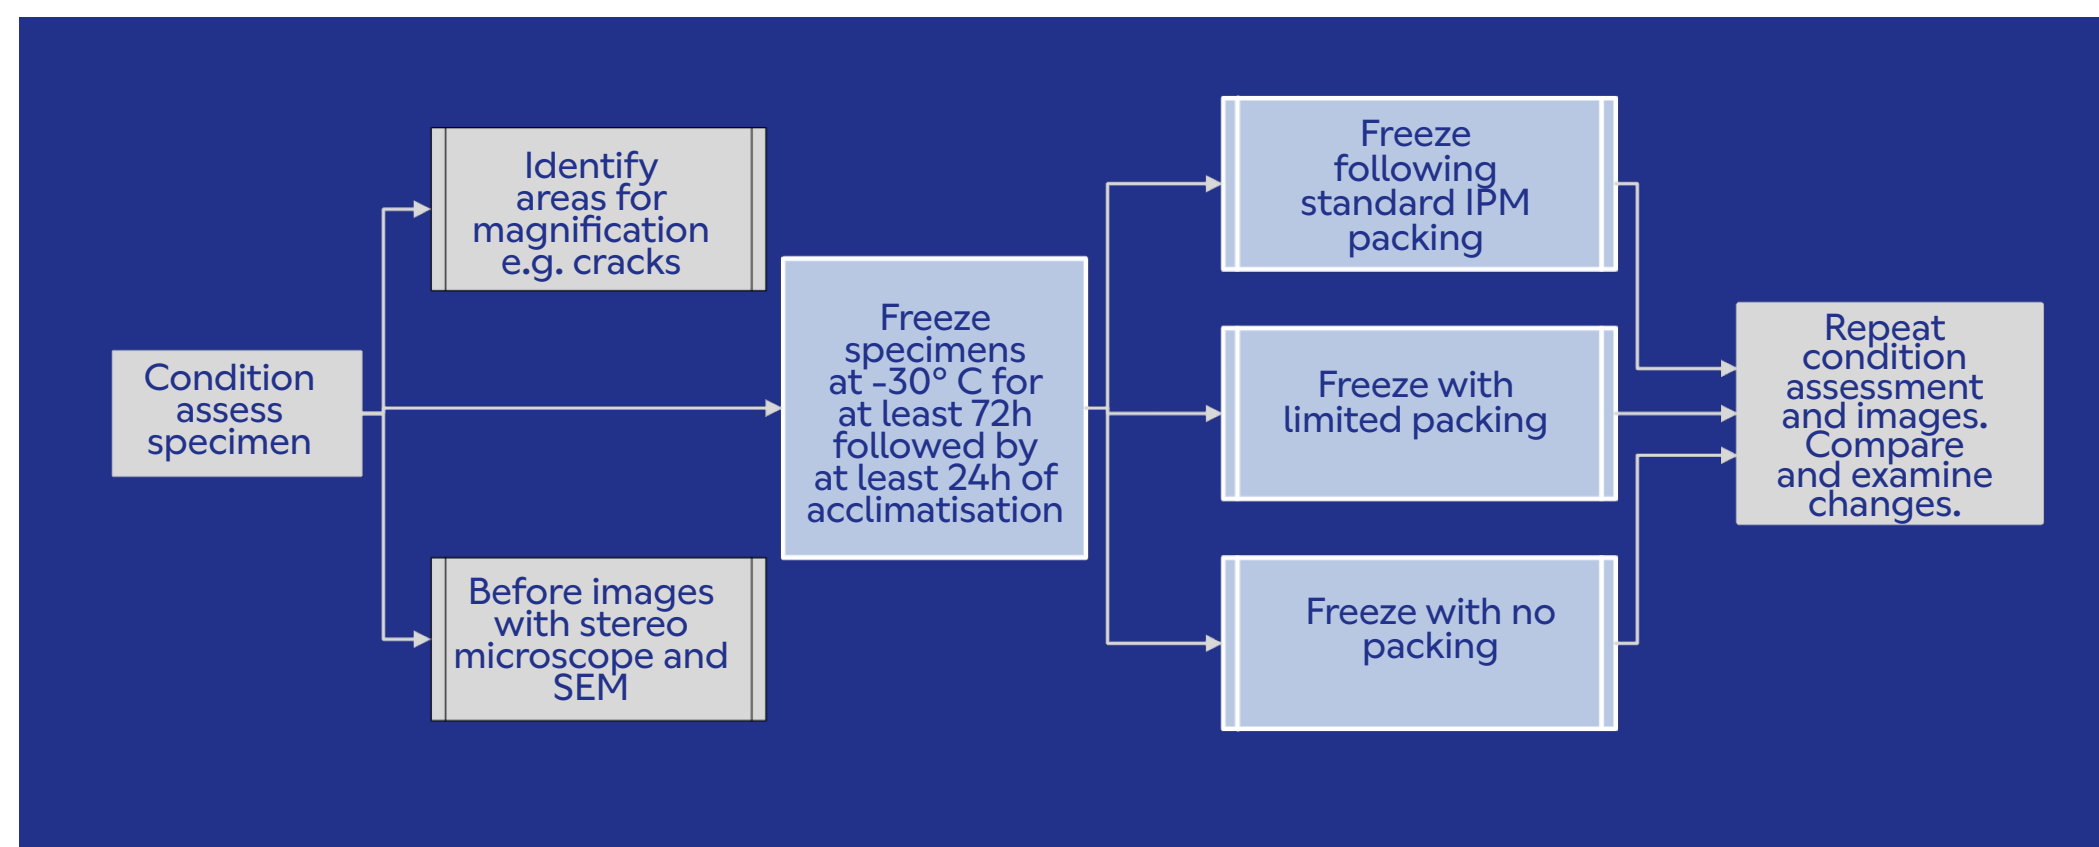 Condition
assess
specimen
Identify
areas for
magnification
e.g. cracks
Before images
with stereo
microscope and
SEM
Freeze
specimens
at -30° C for
at least 72h
followed by
at least 24h of
acclimatisation
Freeze
following
standard IPM
packing
Freeze with
limited packing
Freeze with no
packing
Repeat
condition
assessment
and images.
Compare
and examine
changes.